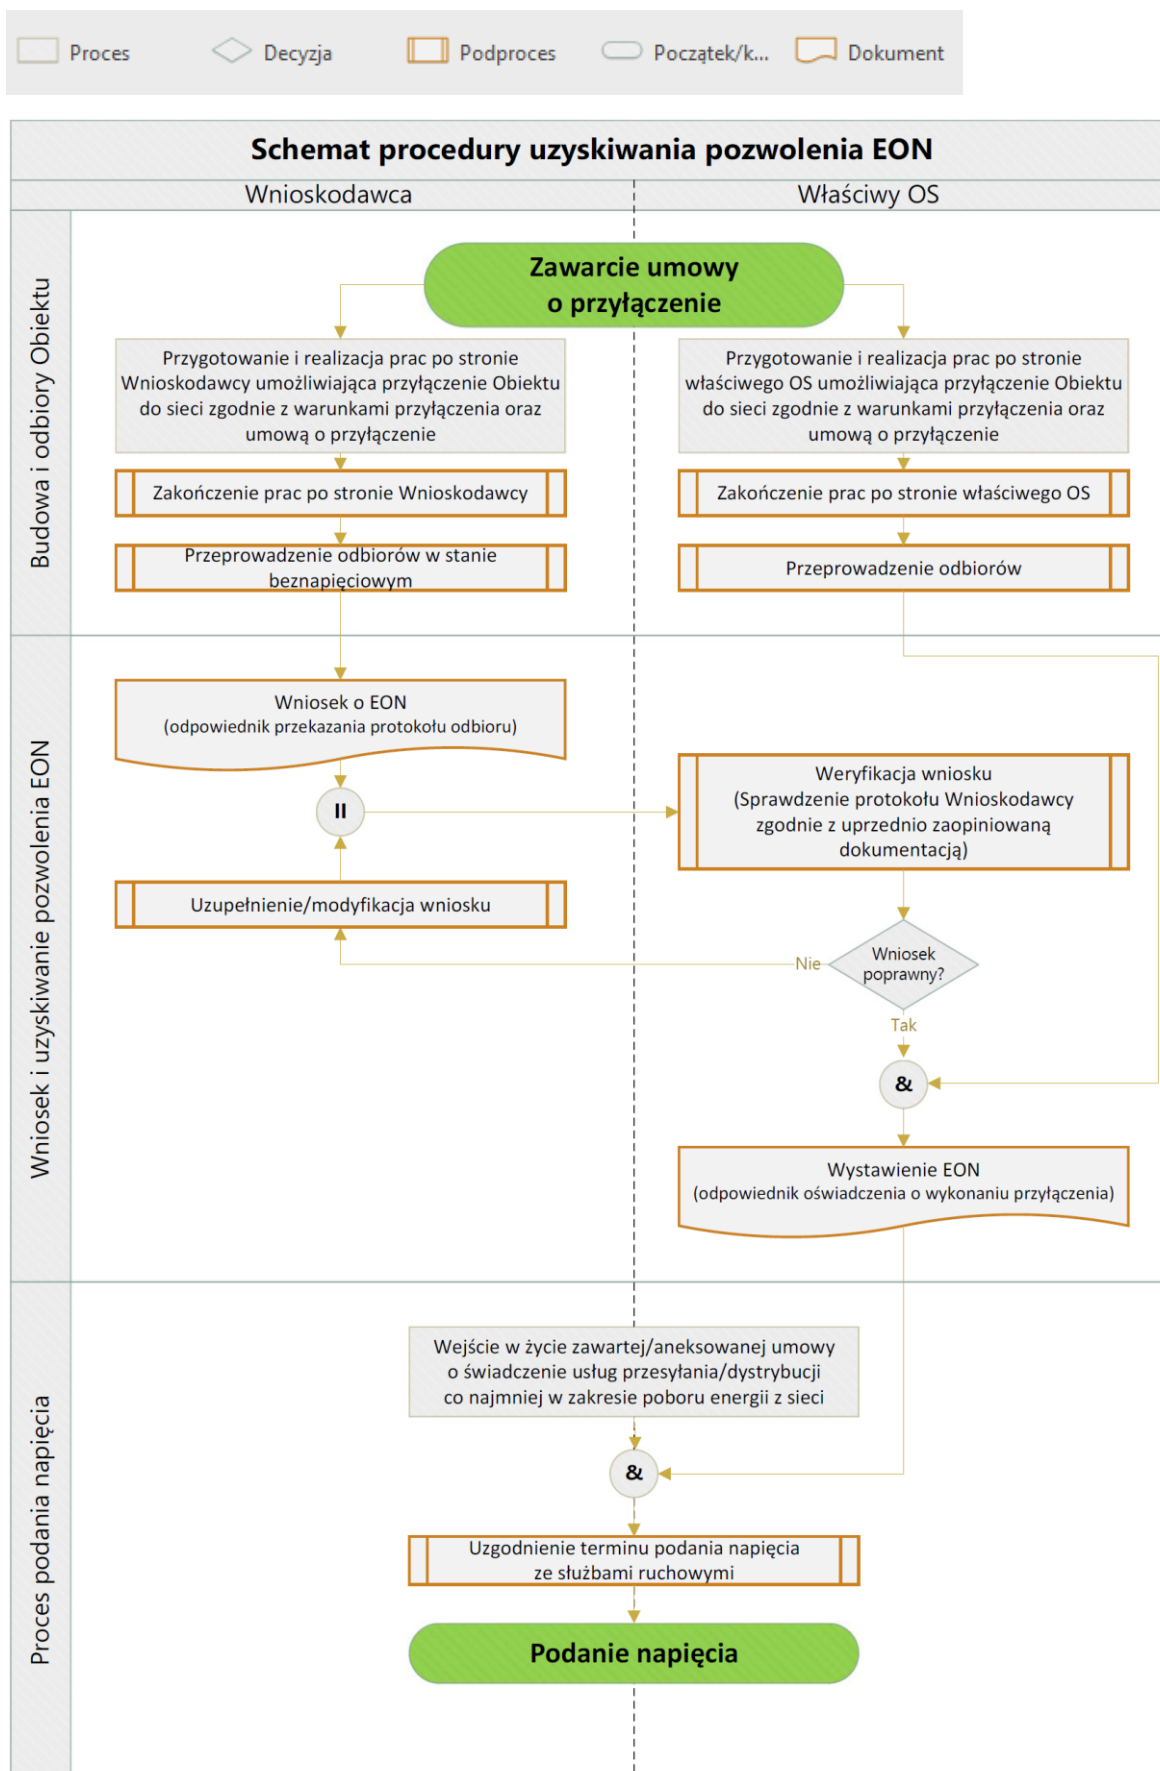 Proces
Decyzja
Podproces
Początek/k...
Dokument
Schemat procedury uzyskiwania pozwolenia EON
Wnioskodawca
Właściwy OS
Budowa i odbiory Obiektu
Zawarcie umowy
o przyłączenie
Przygotowanie i realizacja prac po stronie
Wnioskodawcy umożliwiająca przyłączenie Obiektu
do sieci zgodnie z warunkami przyłączenia oraz
umową o przyłączenie
Przygotowanie i realizacja prac po stronie
właściwego OS umożliwiająca przyłączenie Obiektu
do sieci zgodnie z warunkami przyłączenia oraz
umową o przyłączenie
Zakończenie prac po stronie Wnioskodawcy
Zakończenie prac po stronie właściwego OS
Przeprowadzenie odbiorów w stanie
beznapięciowym
Przeprowadzenie odbiorów
Wniosek i uzyskiwanie pozwolenia EON
Wniosek o EON
(odpowiednik przekazania protokołu odbioru)
II
Weryfikacja wniosku
(Sprawdzenie protokołu Wnioskodawcy
zgodnie z uprzednio zaopiniowaną
dokumentacją)
Uzupełnienie/modyfikacja wniosku
Nie
Wniosek
poprawny?
Tak
&
Wystawienie EON
(odpowiednik oświadczenia o wykonaniu przyłączenia)
Proces podania napięcia
Wejście w życie zawartej/aneksowanej umowy
o świadczenie usług przesyłania/dystrybucji
co najmniej w zakresie poboru energii z sieci
&
Uzgodnienie terminu podania napięcia
ze służbami ruchowymi
Podanie napięcia